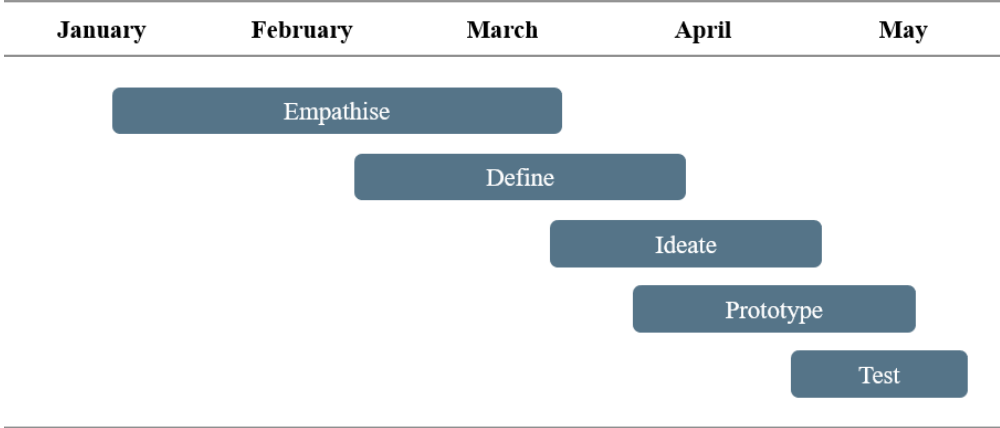 January February March April May
Empathise
Define
Ideate
Prototype
Test